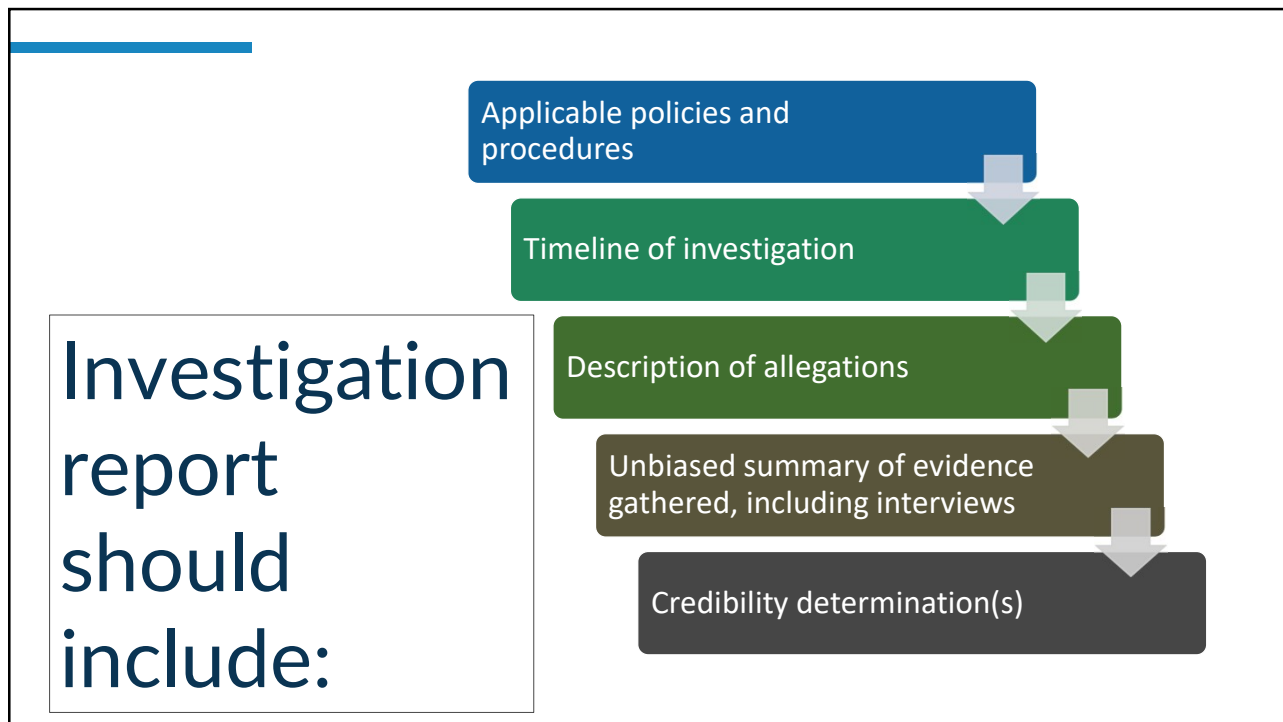 Investigation
report
should
include:
Applicable policies and
procedures
Timeline of investigation
Description of allegations
Unbiased summary of evidence
gathered, including interviews
Credibility determination(s)